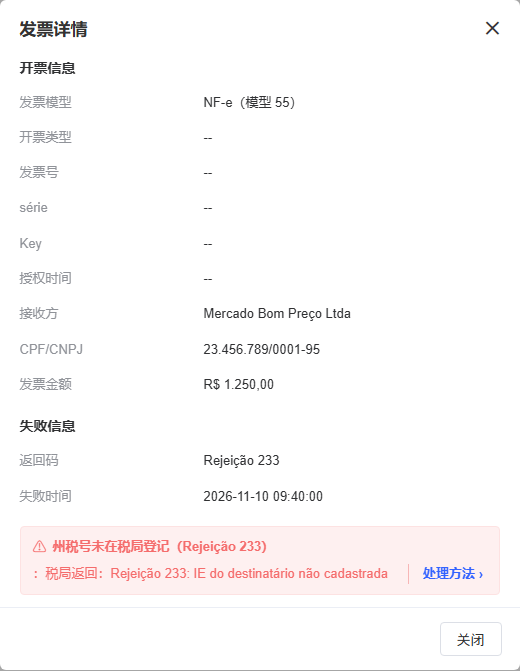 发票详情
开票信息
发票模型 NF-e（模型 55）
开票类型 --
发票号 --
série --
Key --
授权时间 --
接收方 Mercado Bom Preço Ltda
CPF/CNPJ 23.456.789/0001-95
发票金额 R$ 1.250,00
失败信息
返回码 Rejeição 233
失败时间 2026-11-10 09:40:00
州税号未在税局登记（Rejeição 233）
：税局返回：Rejeição 233: IE do destinatário não cadastrada 处理方法 ›
关闭